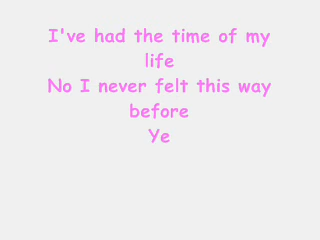 I've had the time of my
life
No I never felt this way
before
Ye